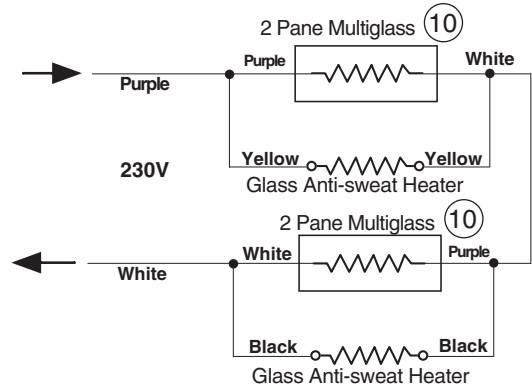 2 Pane Multiglass 10
Purple
White
Purple
230V
Yellow Yellow
Glass Anti-sweat Heater
2 Pane Multiglass 10
White
Purple
White
Black Black
Glass Anti-sweat Heater